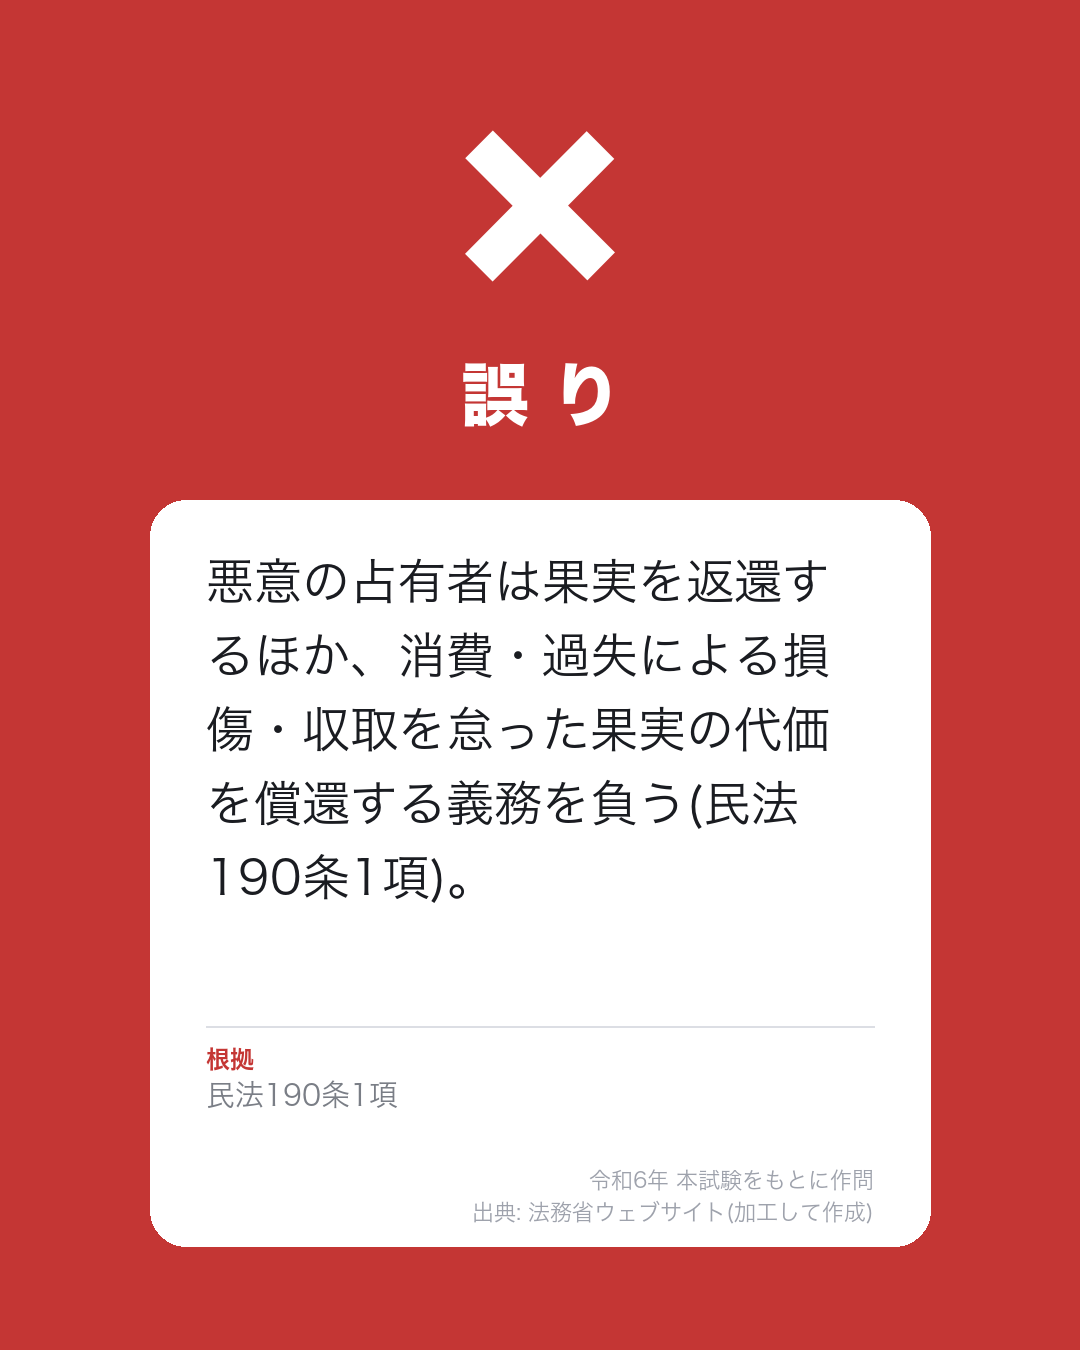 誤り
悪意の占有者は果実を返還す
るほか、消費・過失による損
傷・収取を怠った果実の代価
を償還する義務を負う(民法
190条1項)。
根拠
民法190条1項
令和6年 本試験をもとに作問
出典: 法務省ウェブサイト(加工して作成)